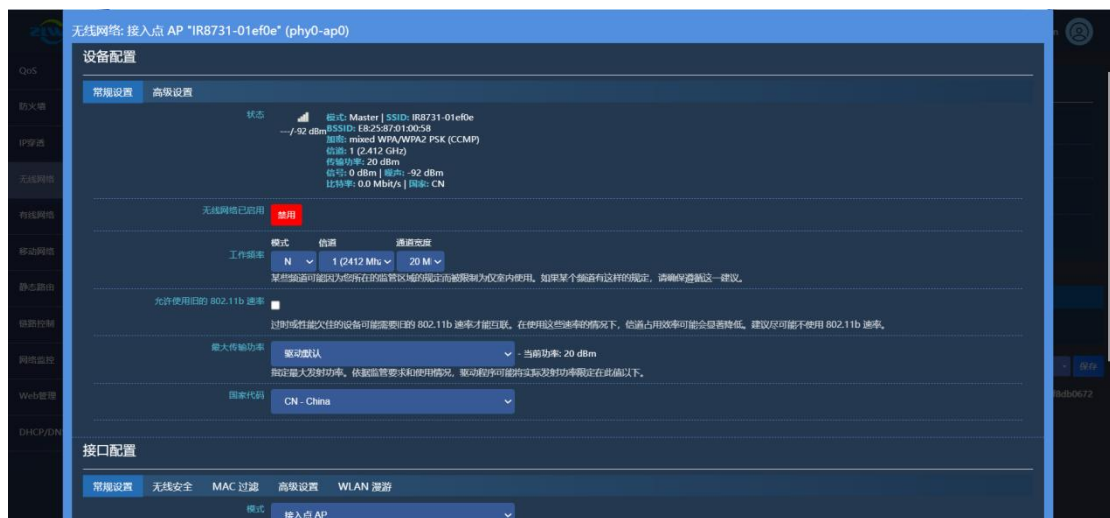 无线网络: 接入点 AP "IR8731-01ef0e" (phy0-ap0)
设备配置
常规设置 高级设置
状态
---/-92 dBm
模式: Master | SSID: IR8731-01ef0e
BSSID: E8:25:87:01:00:58
加密: mixed WPA/WPA2 PSK (CCMP)
信道: 1 (2.412 GHz)
传输功率: 20 dBm
信号: 0 dBm | 噪声: -92 dBm
比特率: 0.0 Mbit/s | 国家: CN
无线网络已启用 禁用
模式 信道 通道宽度
工作频率 N 1 (2412 Mhz 20 M
某些频道可能因为您所在的监管区域的规定而被限制为仅室内使用。如果某个频道有这样的规定,请确保遵循这一建议。
允许使用旧的 802.11b 速率
过时或性能欠佳的设备可能需要旧的 802.11b 速率才能互联。在使用这些速率的情况下,信道占用效率可能会显著降低。建议尽可能不使用 802.11b 速率。
最大传输功率 驱动默认 - 当前功率: 20 dBm
指定最大发射功率。依据监管要求和使用情况,驱动程序可能将实际发射功率限定在此值以下。
国家代码 CN - China
接口配置
常规设置 无线安全 MAC 过滤 高级设置 WLAN 漫游
模式 接入点 AP
QoS
防火墙
IP穿透
无线网络
有线网络
移动网络
静态路由
链路控制
网络监控
Web管理
DHCP/DN
保存
f8db0672